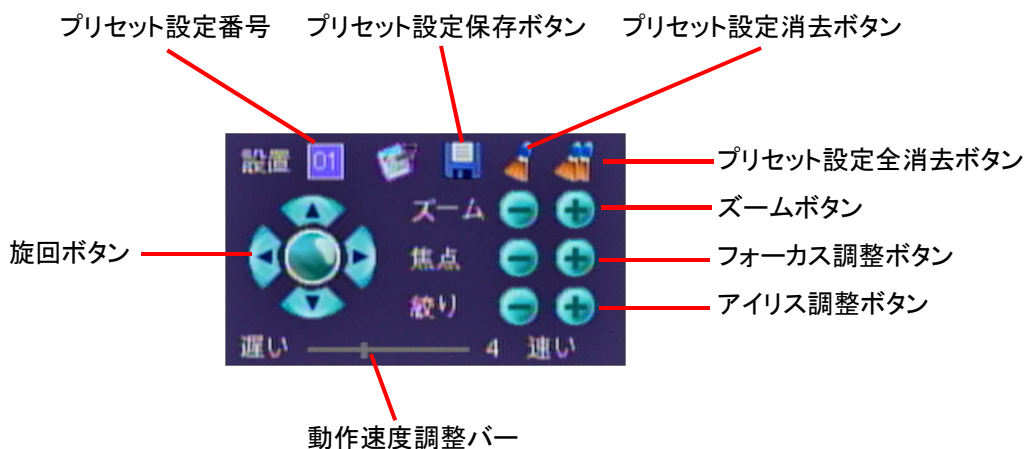 プリセット設定番号
プリセット設定保存ボタン
プリセット設定消去ボタン
設置 01
プリセット設定全消去ボタン
ズーム
ズームボタン
旋回ボタン
焦点
フォーカス調整ボタン
絞り
アイリス調整ボタン
遅い 4 速い
動作速度調整バー